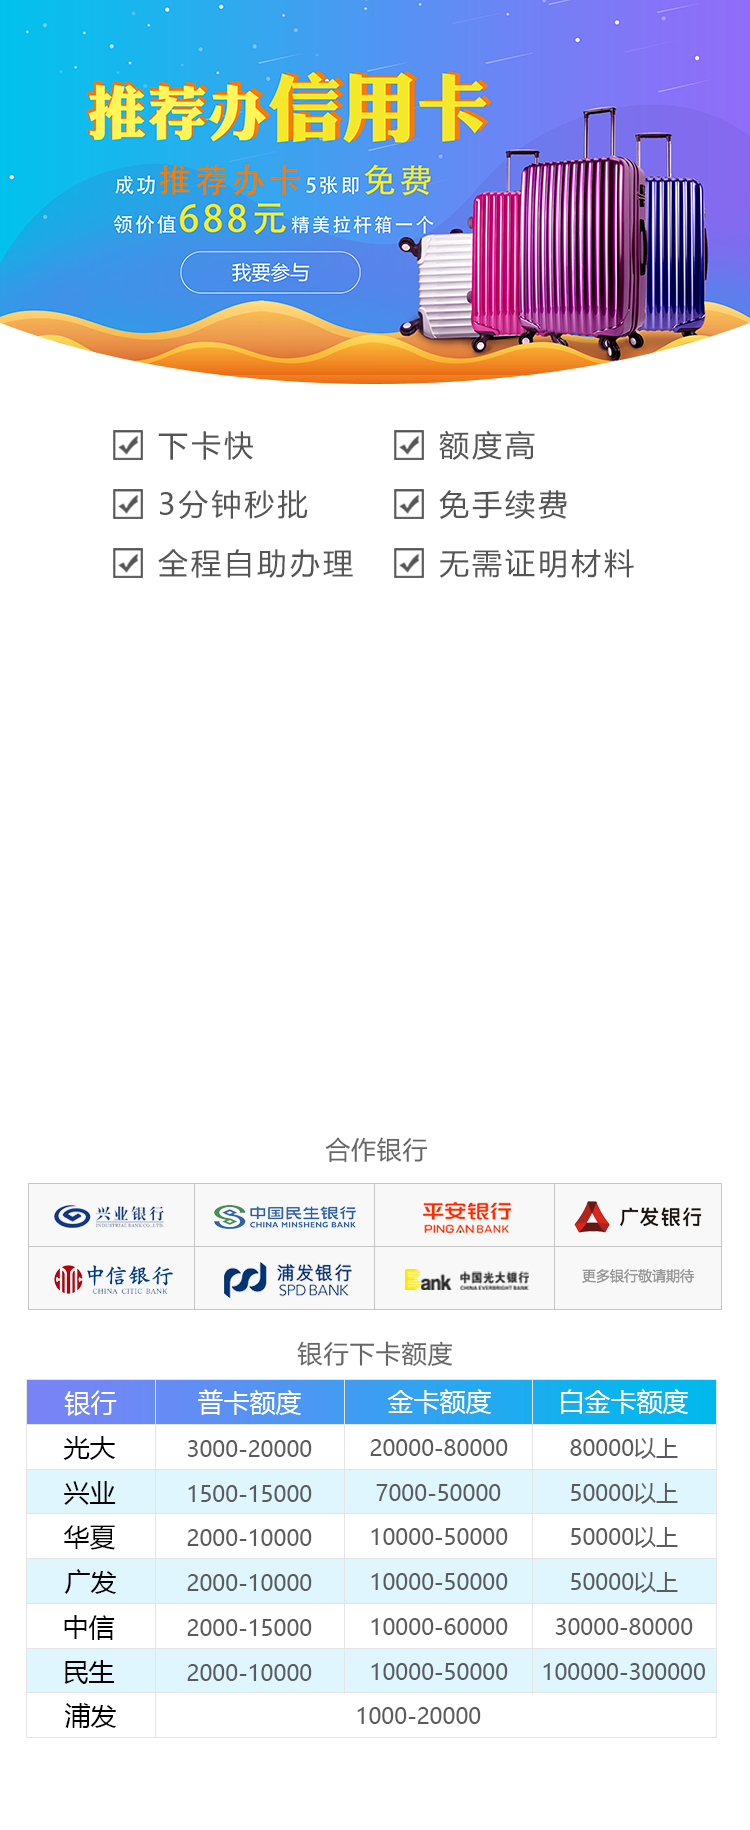 推荐办信用卡
成功推荐办卡5张即免费
领价值688元精美拉杆箱一个
我要参与
下卡快 额度高
3分钟秒批 免手续费
全程自助办理 无需证明材料
合作银行
兴业银行 中国民生银行 平安银行 广发银行
INDUSTRIAL BANK CO.,LTD. CHINA MINSHENG BANK PING AN BANK
中信银行 浦发银行 Bank 中国光大银行 更多银行敬请期待
CHINA CITIC BANK SPD BANK CHINA EVERBRIGHT BANK
银行下卡额度
银行 普卡额度 金卡额度 白金卡额度
光大 3000-20000 20000-80000 80000以上
兴业 1500-15000 7000-50000 50000以上
华夏 2000-10000 10000-50000 50000以上
广发 2000-10000 10000-50000 50000以上
中信 2000-15000 10000-60000 30000-80000
民生 2000-10000 10000-50000 100000-300000
浦发 1000-20000